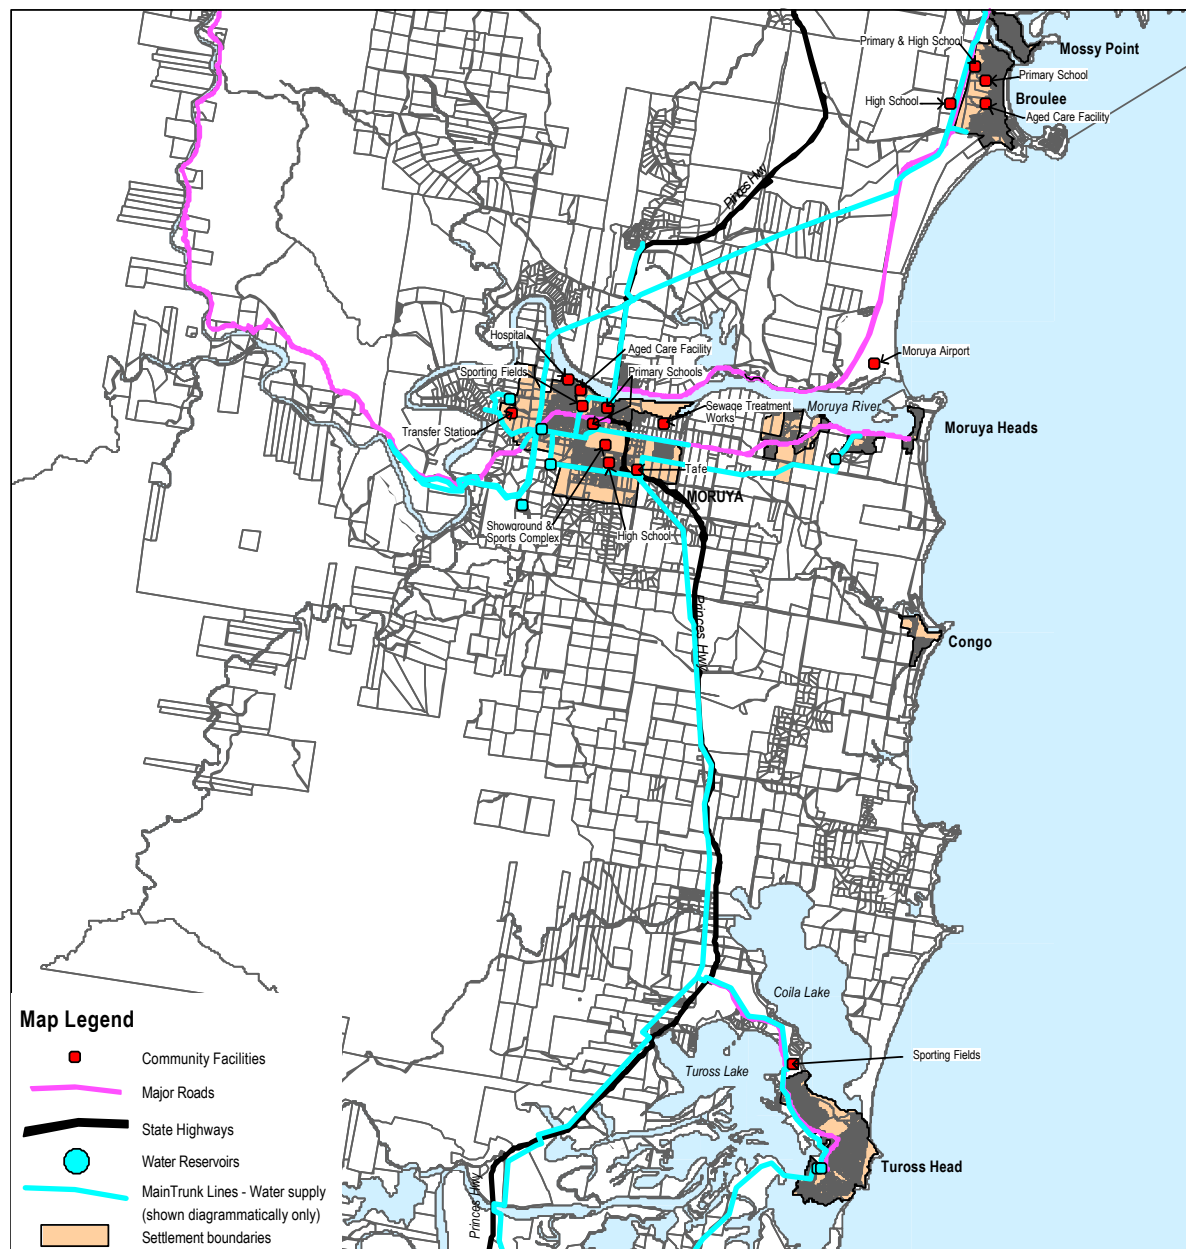 Primary & High School
Mossy Point
Primary School
High School
Broulee
Aged Care Facility
Princes Hwy
Hospital
Aged Care Facility
Moruya Airport
Sporting Fields
Primary Schools
Moruya River
Sewage Treatment
Works
Transfer Station
Moruya Heads
Tafe
MORUYA
Showground &
Sports Complex
High School
Princes Hwy
Congo
Coila Lake
Sporting Fields
Tuross Lake
Tuross Head
Princes Hwy
Map Legend
Community Facilities
Major Roads
State Highways
Water Reservoirs
MainTrunk Lines - Water supply
(shown diagrammatically only)
Settlement boundaries